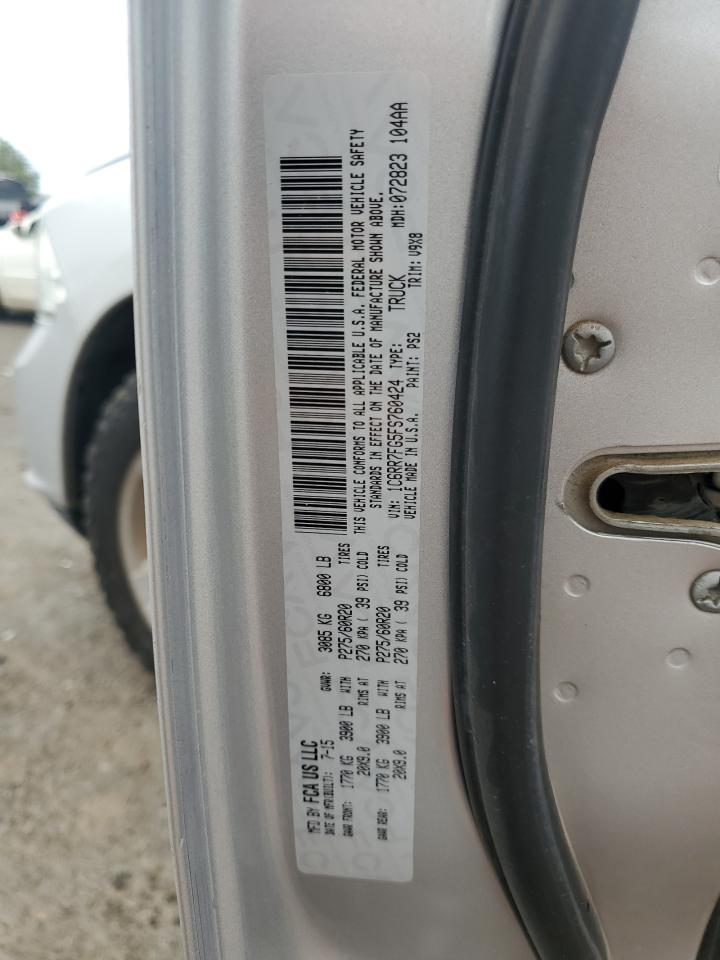 MFD BY FCA US LLC
DATE OF MFR(BUILT): 7-15 GVWR: 3085 KG 6800 LB
GAWR FRONT: 1770 KG 3900 LB WITH P275/60R20 TIRES
20X9.0 RIMS AT 270 KPA ( 39 PSI) COLD
GAWR REAR: 1770 KG 3900 LB WITH P275/60R20 TIRES
20X9.0 RIMS AT 270 KPA ( 39 PSI) COLD
THIS VEHICLE CONFORMS TO ALL APPLICABLE U.S.A. FEDERAL MOTOR VEHICLE SAFETY
STANDARDS IN EFFECT ON THE DATE OF MANUFACTURE SHOWN ABOVE.
VIN: 1C6RR7FG5FS760424 TYPE: TRUCK MDH:072823 104AA
VEHICLE MADE IN U.S.A. PAINT: PS2 TRIM: V9X8